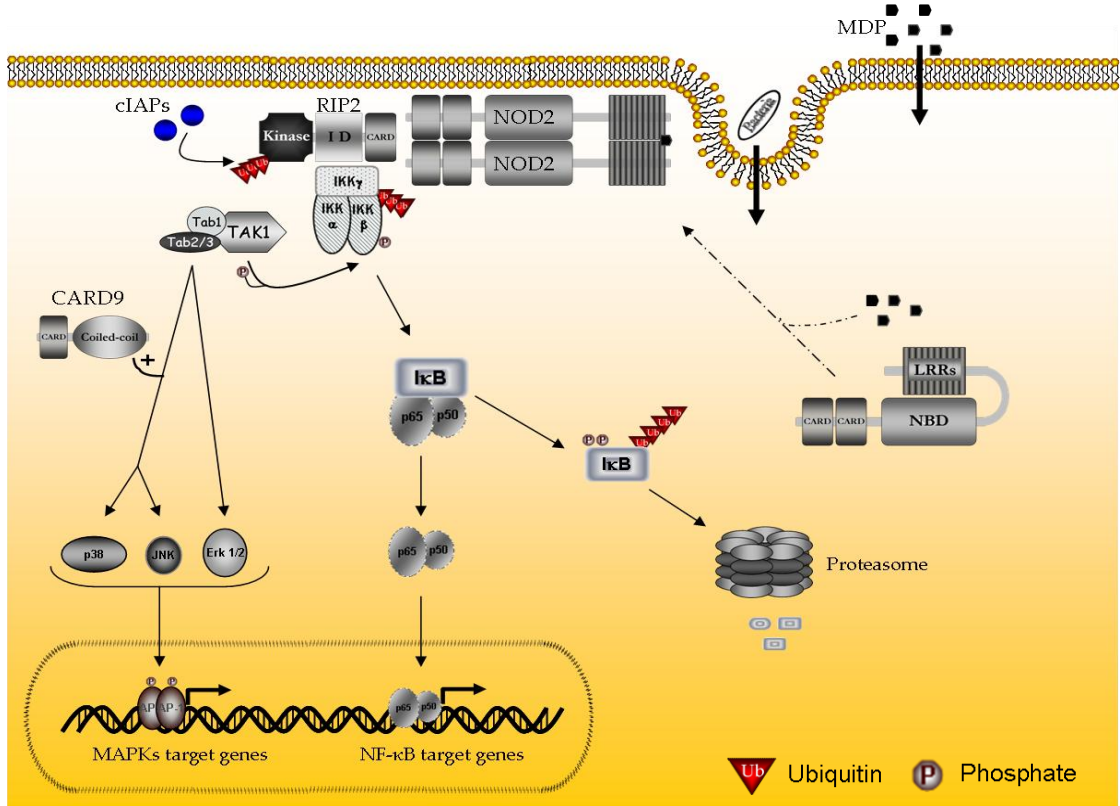 MDP
cIAPs
RIP2
Bacteria
Kinase
I D
CARD
NOD2
NOD2
Ub
IKKγ
Ub
Ub
Ub
IKK
α
IKK
β
P
Tab1
Tab2/3
TAK1
P
CARD9
CARD
Coiled-coil
+
IκB
p65
p50
LRRs
CARD
CARD
NBD
Ub
Ub
Ub
Ub
P
P
IκB
p65
p50
p38
JNK
Erk 1/2
Proteasome
P
P
AP
AP-1
p65
p50
MAPKs target genes
NF-κB target genes
Ub
Ubiquitin
P
Phosphate